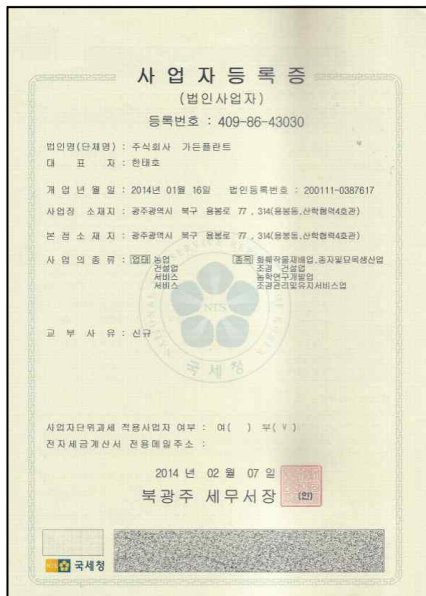 사업자등록증
(법인사업자)
등록번호 : 409-86-43030
법인명(단체명) : 주식회사 가든플란트
대 표 자 : 한태호
개 업 년 월 일 : 2014년 01월 16일 법인등록번호 : 200111-0387617
사업장 소재지 : 광주광역시 북구 용봉로 77 , 314(용봉동,산학협력4호관)
본 점 소 재 지 : 광주광역시 북구 용봉로 77 , 314(용봉동,산학협력4호관)
사 업 의 종 류 : 업태 농업 종목 화훼작물재배업,종자및묘목생산업
건설업 조경 건설업
서비스 농학연구개발업
서비스 조경관리및유지서비스업
NTS
국세청
교 부 사 유 : 신규
사업자단위과세 적용사업자 여부 : 여( ) 부( v )
전자세금계산서 전용메일주소 :
2014 년 02 월 07 일
북광주 세무서장 (인)
NTS 국세청